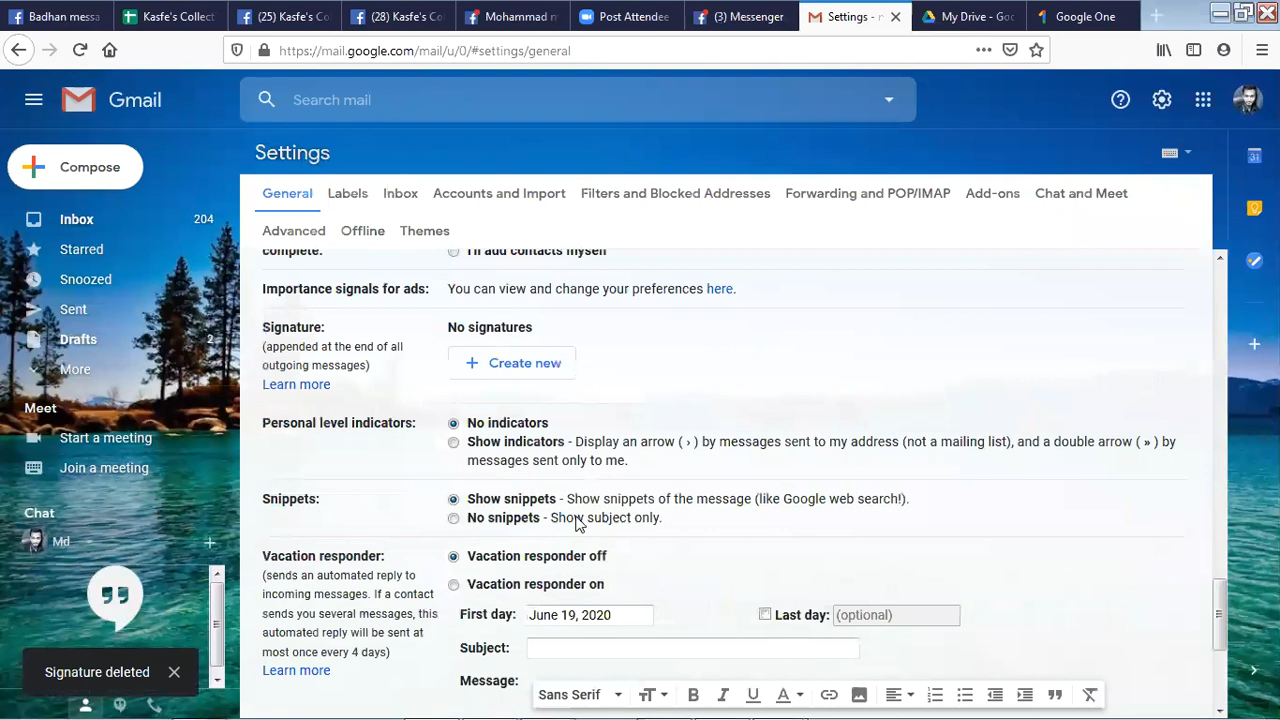 Badhan messa
Kasfe's Collect
(25) Kasfe's Co
(28) Kasfe's Co
Mohammad m
Post Attendee
(3) Messenger
Settings - 
My Drive - Goo
Google One
https://mail.google.com/mail/u/0/#settings/general
Gmail
Search mail
Compose
Settings
General
Labels
Inbox
Accounts and Import
Filters and Blocked Addresses
Forwarding and POP/IMAP
Add-ons
Chat and Meet
Advanced
Offline
Themes
Inbox 204
Starred
Snoozed
Sent
Drafts 2
More
Meet
Start a meeting
Join a meeting
Chat
Md
Signature deleted
complete:
I'll add contacts myself
Importance signals for ads:
You can view and change your preferences here.
Signature:
(appended at the end of all
outgoing messages)
Learn more
No signatures
Create new
Personal level indicators:
No indicators
Show indicators - Display an arrow ( › ) by messages sent to my address (not a mailing list), and a double arrow ( » ) by
messages sent only to me.
Snippets:
Show snippets - Show snippets of the message (like Google web search!).
No snippets - Show subject only.
Vacation responder:
(sends an automated reply to
incoming messages. If a contact
sends you several messages, this
automated reply will be sent at
most once every 4 days)
Learn more
Vacation responder off
Vacation responder on
First day: June 19, 2020
Last day: (optional)
Subject:
Message:
Sans Serif
31